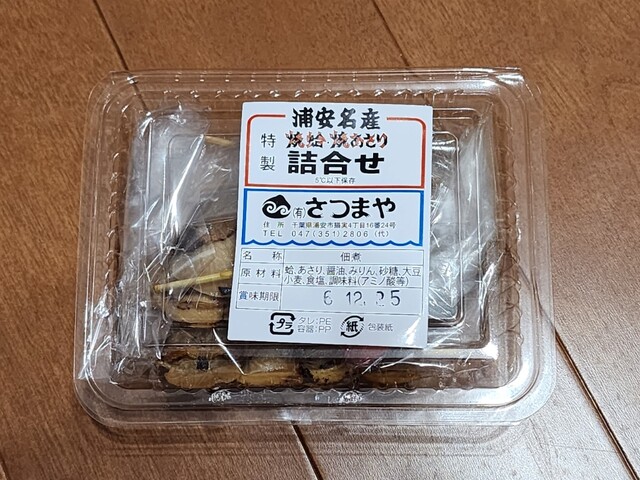 浦安名産
特製 焼蛤・焼あさり
詰合せ
5℃以下保存
(有)さつまや
住所 千葉県浦安市猫実4丁目16番24号
TEL 047(351)2806(代)
名称 佃煮
原材料 蛤、あさり、醤油、みりん、砂糖、大豆
小麦、食塩、調味料(アミノ酸等)
賞味期限 6.12.25
プラ タレ:PE
容器:PP
紙 包装紙